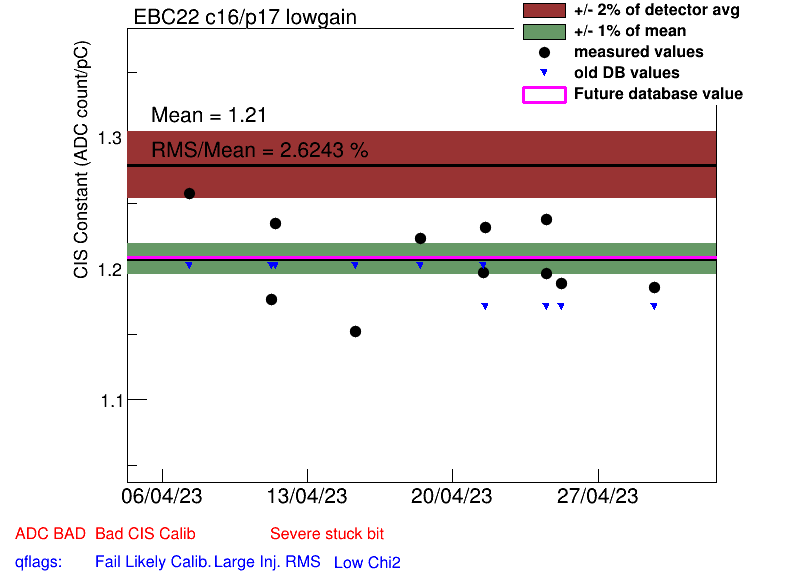 EBC22 c16/p17 lowgain
+/- 2% of detector avg
+/- 1% of mean
measured values
old DB values
Future database value
CIS Constant (ADC count/pC)
Mean = 1.21
RMS/Mean = 2.6243 %
1.3
1.2
1.1
06/04/23 13/04/23 20/04/23 27/04/23
ADC BAD Bad CIS Calib Severe stuck bit
qflags: Fail Likely Calib. Large Inj. RMS Low Chi2